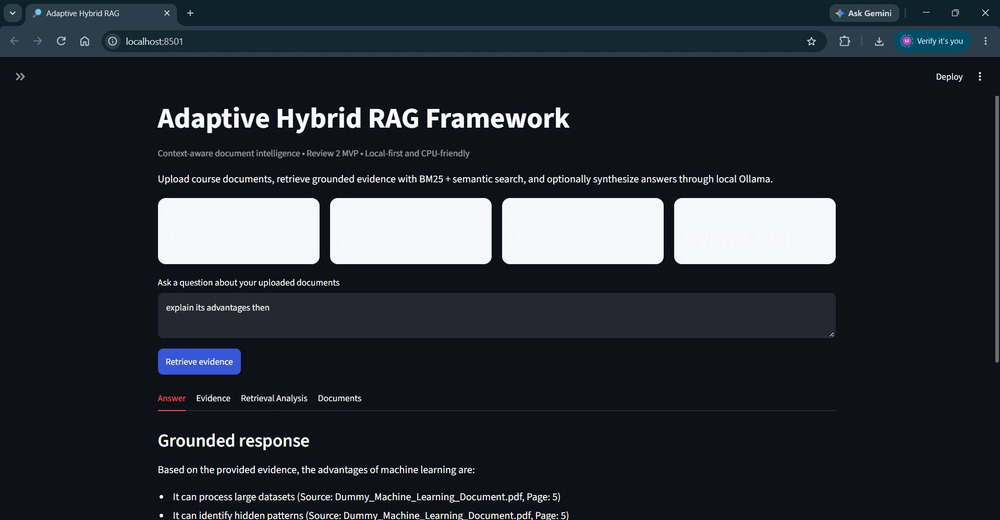 Adaptive Hybrid RAG
Ask Gemini
localhost:8501
M
Verify it's you
Deploy
Adaptive Hybrid RAG Framework
Context-aware document intelligence • Review 2 MVP • Local-first and CPU-friendly
Upload course documents, retrieve grounded evidence with BM25 + semantic search, and optionally synthesize answers through local Ollama.
1
2
3
Hybrid + Oll...
Ask a question about your uploaded documents
explain its advantages then
Retrieve evidence
Answer Evidence Retrieval Analysis Documents
Grounded response
Based on the provided evidence, the advantages of machine learning are:
• It can process large datasets (Source: Dummy_Machine_Learning_Document.pdf, Page: 5)
• It can identify hidden patterns (Source: Dummy_Machine_Learning_Document.pdf, Page: 5)